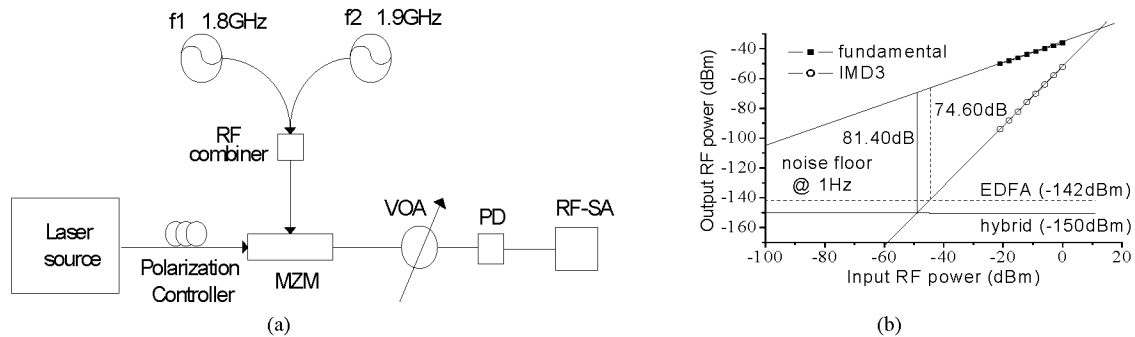 f1 1.8GHz
f2 1.9GHz
RF
combiner
Laser
source
Polarization
Controller
MZM
VOA
PD
RF-SA
(a)
Output RF power (dBm)
-40
-60
-80
-100
-120
-140
-160
fundamental
IMD3
74.60dB
81.40dB
noise floor
@ 1Hz
EDFA (-142dBm)
hybrid (-150dBm)
-100 -80 -60 -40 -20 0 20
Input RF power (dBm)
(b)